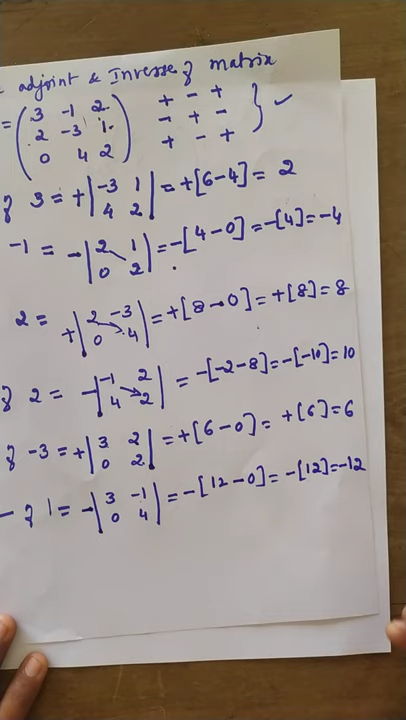 adjoint & Inverse of matrix
= (3 -1 2 + - +
2 -3 1 - + - } ✓
0 4 2) + - +
of 3 = +|-3 1; 4 2| = +[6-4] = 2
-1 = -|2 1; 0 2| = -[4-0] = -[4] = -4
2 = +|2 -3; 0 4| = +[8-0] = +[8] = 8
of 2 = -|-1 2; 4 2| = -[-2-8] = -[-10] = 10
of -3 = +|3 2; 0 2| = +[6-0] = +[6] = 6
- of 1 = -|3 -1; 0 4| = -[12-0] = -[12] = -12